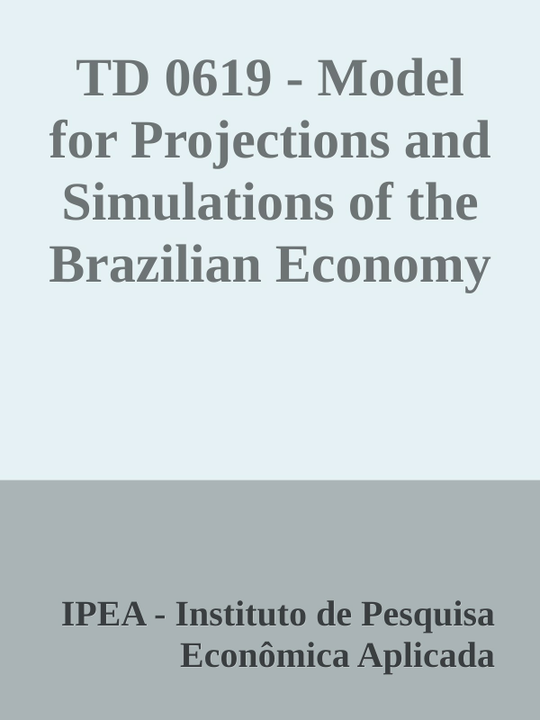 TD 0619 - Model
for Projections and
Simulations of the
Brazilian Economy
IPEA - Instituto de Pesquisa
Econômica Aplicada